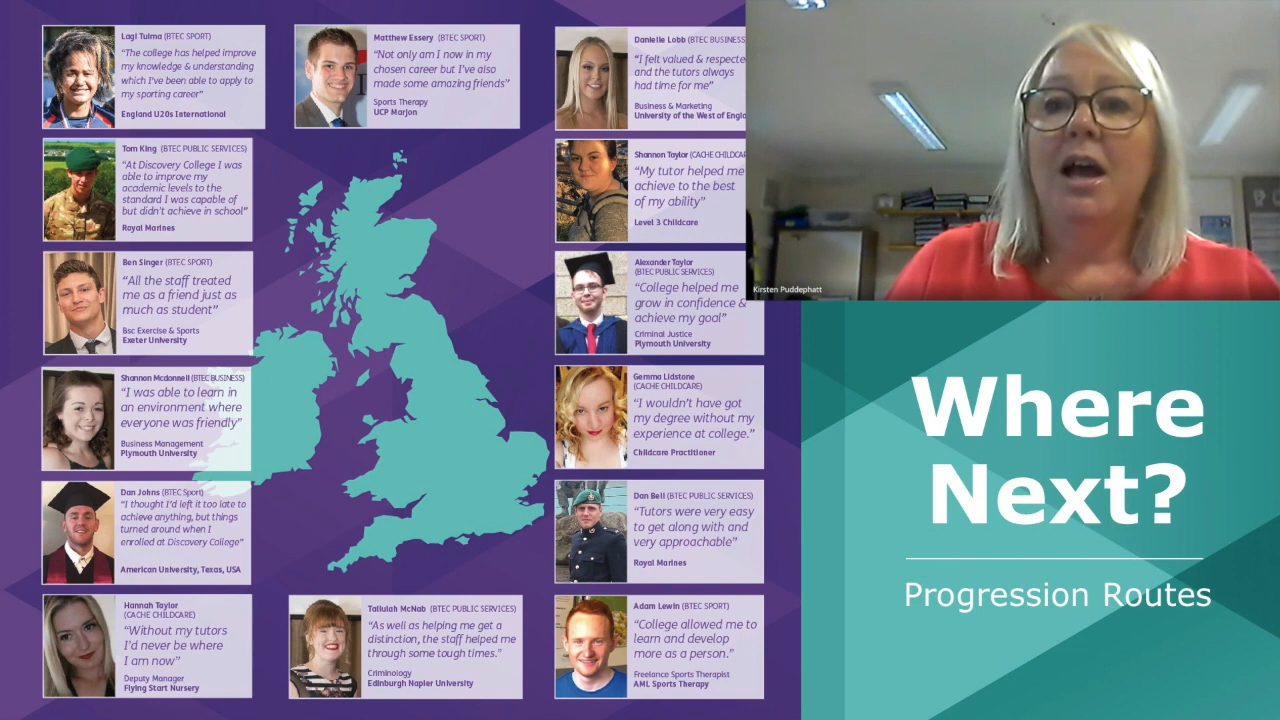 Lagi Tuima (BTEC SPORT)
“The college has helped improve
my knowledge & understanding
which I’ve been able to apply to
my sporting career”
England U20s International
Matthew Essery (BTEC SPORT)
“Not only am I now in my
chosen career but I’ve also
made some amazing friends”
Sports Therapy
UCP Marjon
Danielle Lobb (BTEC BUSINESS
“I felt valued & respecte
and the tutors always
had time for me”
Business & Marketing
University of the West of Engla
Tom King (BTEC PUBLIC SERVICES)
“At Discovery College I was
able to improve my
academic levels to the
standard I was capable of
but didn’t achieve in school”
Royal Marines
Shannon Taylor (CACHE CHILDCAR
“My tutor helped me
achieve to the best
of my ability”
Level 3 Childcare
Ben Singer (BTEC SPORT)
“All the staff treated
me as a friend just as
much as student”
Bsc Exercise & Sports
Exeter University
Alexander Taylor
(BTEC PUBLIC SERVICES)
“College helped me
grow in confidence &
achieve my goal”
Criminal Justice
Plymouth University
Shannon Mcdonnell (BTEC BUSINESS)
“I was able to learn in
an environment where
everyone was friendly”
Business Management
Plymouth University
Gemma Lidstone
(CACHE CHILDCARE)
“I wouldn’t have got
my degree without my
experience at college.”
Childcare Practitioner
Dan Johns (BTEC Sport)
“I thought I’d left it too late to
achieve anything, but things
turned around when I
enrolled at Discovery College”
American University, Texas, USA
Dan Bell (BTEC PUBLIC SERVICES)
“Tutors were very easy
to get along with and
very approachable”
Royal Marines
Hannah Taylor
(CACHE CHILDCARE)
“Without my tutors
I’d never be where
I am now”
Deputy Manager
Flying Start Nursery
Tallulah McNab (BTEC PUBLIC SERVICES)
“As well as helping me get a
distinction, the staff helped me
through some tough times.”
Criminology
Edinburgh Napier University
Adam Lewin (BTEC SPORT)
“College allowed me to
learn and develop
more as a person.”
Freelance Sports Therapist
AML Sports Therapy
Kirsten Puddephatt
Where
Next?
Progression Routes